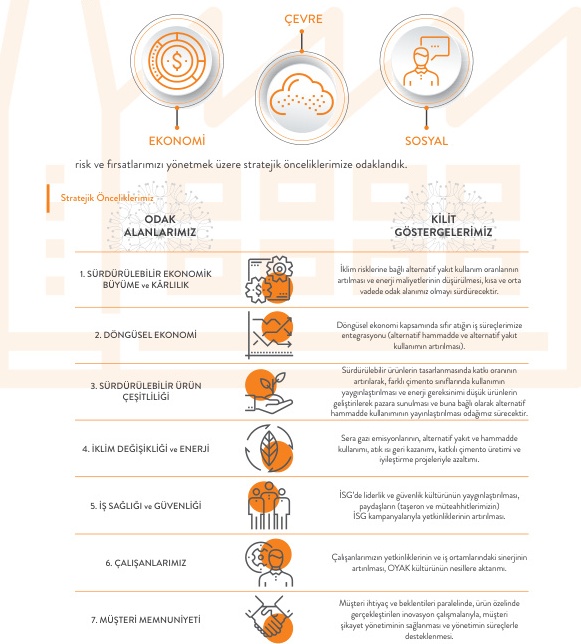 ÇEVRE
EKONOMİ
SOSYAL
risk ve fırsatlarımızı yönetmek üzere stratejik önceliklerimize odaklandık.
Stratejik Önceliklerimiz
ODAK
ALANLARIMIZ
KİLİT
GÖSTERGELERİMİZ
1. SÜRDÜRÜLEBİLİR EKONOMİK
BÜYÜME ve KÂRLILIK
İklim risklerine bağlı alternatif yakıt kullanım oranlarının
artılması ve enerji maliyetlerinin düşürülmesi, kısa ve orta
vadede odak alanımız olmayı sürdürecektir.
2. DÖNGÜSEL EKONOMİ
Döngüsel ekonomi kapsamında sıfır atığın iş süreçlerimize
entegrasyonu (alternatif hammadde ve alternatif yakıt
kullanımın artırılması).
3. SÜRDÜRÜLEBİLİR ÜRÜN
ÇEŞİTLİLİĞİ
Sürdürülebilir ürünlerin tasarlanmasında katkı oranının
artırılarak, farklı çimento sınıflarında kullanımın
yaygınlaştırılması ve enerji gereksinimi düşük ürünlerin
geliştirilerek pazara sunulması ve buna bağlı olarak alternatif
hammadde kullanımının yayınlaştırılması odağımız sürecektir.
4. İKLİM DEĞİŞİKLİĞİ ve ENERJİ
Sera gazı emisyonlarının, alternatif yakıt ve hammadde
kullanımı, atık ısı geri kazanımı, katkılı çimento üretimi ve
iyileştirme projeleriyle azaltımı.
5. İŞ SAĞLIĞI ve GÜVENLİĞİ
İSG'de liderlik ve güvenlik kültürünün yaygınlaştırılması,
paydaşların (taşeron ve müteahhitlerimizin)
İSG kampanyalarıyla yetkinliklerinin artırılması.
6. ÇALIŞANLARIMIZ
Çalışanlarımızın yetkinliklerinin ve iş ortamlarındaki sinerjinin
artırılması, OYAK kültürünün nesillere aktarımı.
7. MÜŞTERİ MEMNUNİYETİ
Müşteri ihtiyaç ve beklentileri paralelinde, ürün özelinde
gerçekleştirilen inovasyon çalışmalarıyla, müşteri
şikayet yönetiminin sağlanması ve yönetimin süreçlerle
desteklenmesi.